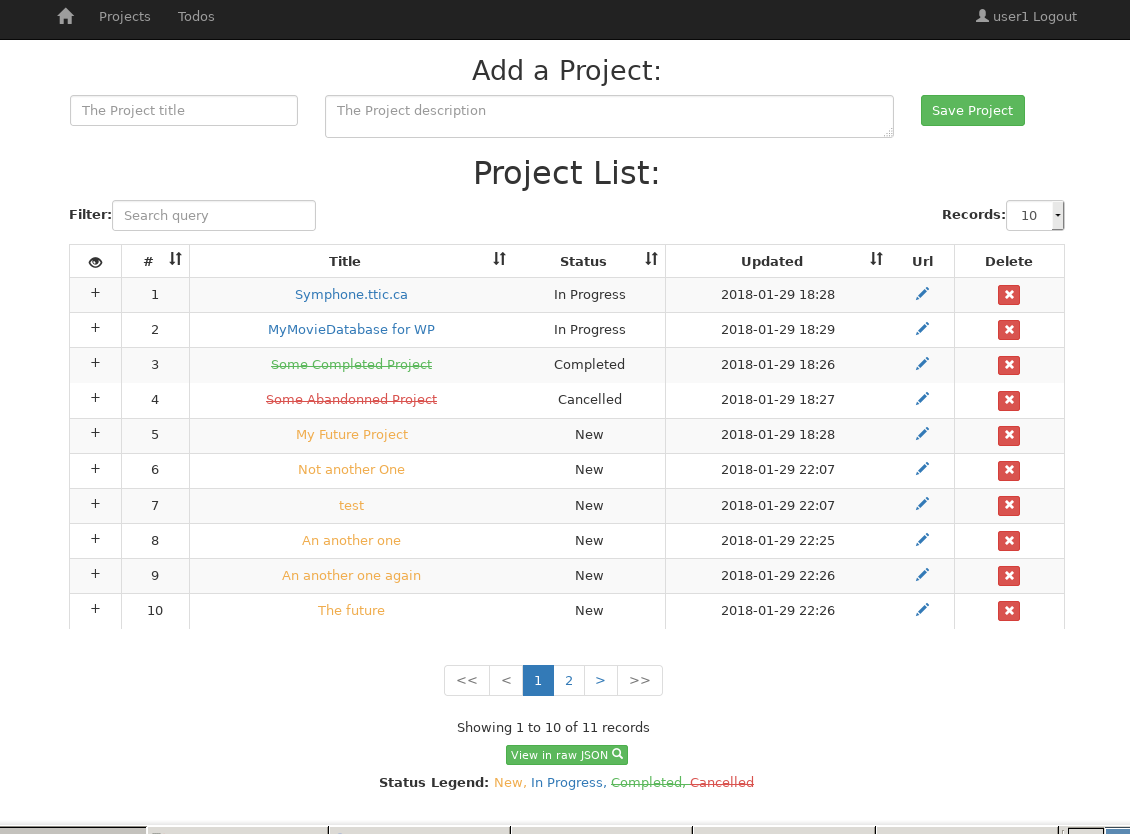 Projects Todos user1 Logout
Add a Project:
The Project title The Project description Save Project
Project List:
Filter: Search query Records: 10
# Title Status Updated Url Delete
+ 1 Symphone.ttic.ca In Progress 2018-01-29 18:28
+ 2 MyMovieDatabase for WP In Progress 2018-01-29 18:29
+ 3 Some Completed Project Completed 2018-01-29 18:26
+ 4 Some Abandonned Project Cancelled 2018-01-29 18:27
+ 5 My Future Project New 2018-01-29 18:28
+ 6 Not another One New 2018-01-29 22:07
+ 7 test New 2018-01-29 22:07
+ 8 An another one New 2018-01-29 22:25
+ 9 An another one again New 2018-01-29 22:26
+ 10 The future New 2018-01-29 22:26
<< < 1 2 > >>
Showing 1 to 10 of 11 records
View in raw JSON
Status Legend: New, In Progress, Completed, Cancelled